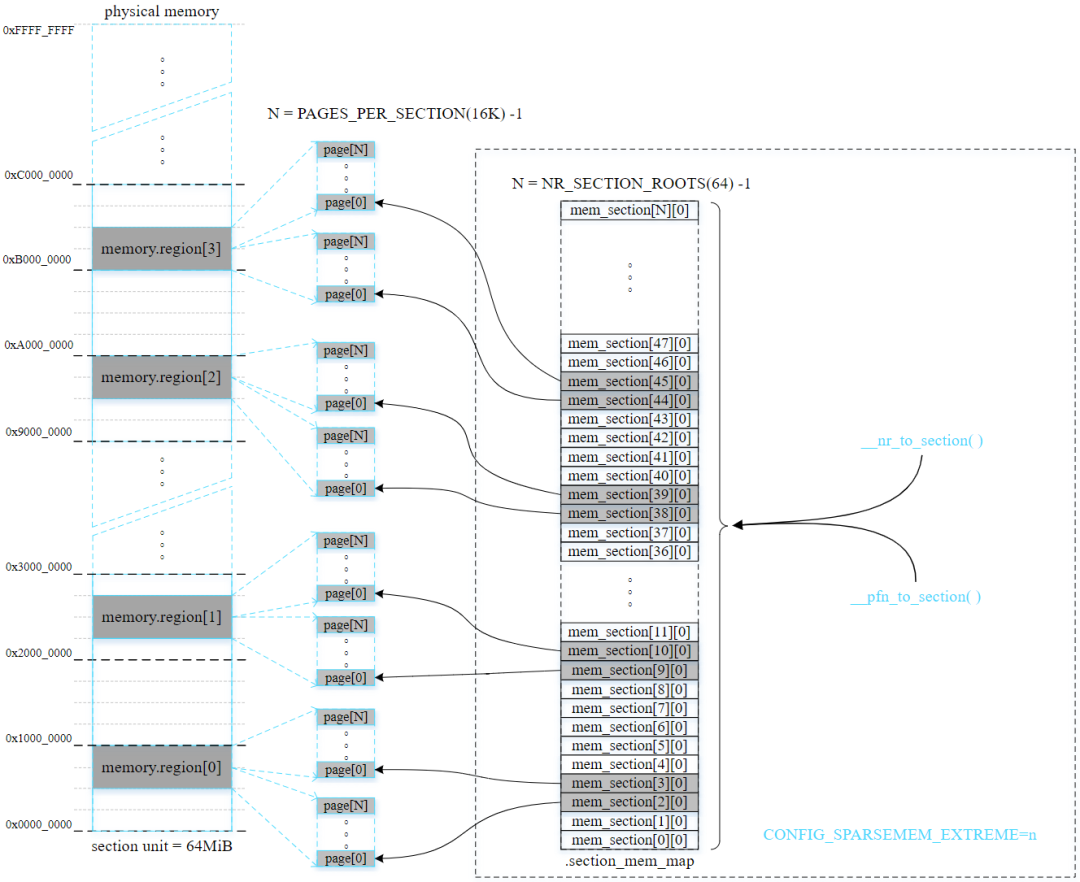 physical memory
0xFFFF_FFFF
N = PAGES_PER_SECTION(16K) -1
page[N]
0xC000_0000
N = NR_SECTION_ROOTS(64) -1
page[0]
mem_section[N][0]
page[N]
memory.region[3]
0xB000_0000
page[0]
0xA000_0000
mem_section[47][0]
page[N]
mem_section[46][0]
memory.region[2]
mem_section[45][0]
page[0]
mem_section[44][0]
mem_section[43][0]
0x9000_0000
page[N]
mem_section[42][0]
__nr_to_section( )
mem_section[41][0]
mem_section[40][0]
page[0]
mem_section[39][0]
mem_section[38][0]
mem_section[37][0]
page[N]
mem_section[36][0]
0x3000_0000
page[0]
__pfn_to_section( )
memory.region[1]
page[N]
mem_section[11][0]
0x2000_0000
mem_section[10][0]
page[0]
mem_section[9][0]
mem_section[8][0]
mem_section[7][0]
page[N]
mem_section[6][0]
0x1000_0000
mem_section[5][0]
memory.region[0]
page[0]
mem_section[4][0]
mem_section[3][0]
page[N]
mem_section[2][0]
0x0000_0000
mem_section[1][0]
CONFIG_SPARSEMEM_EXTREME=n
section unit = 64MiB
mem_section[0][0]
page[0]
.section_mem_map